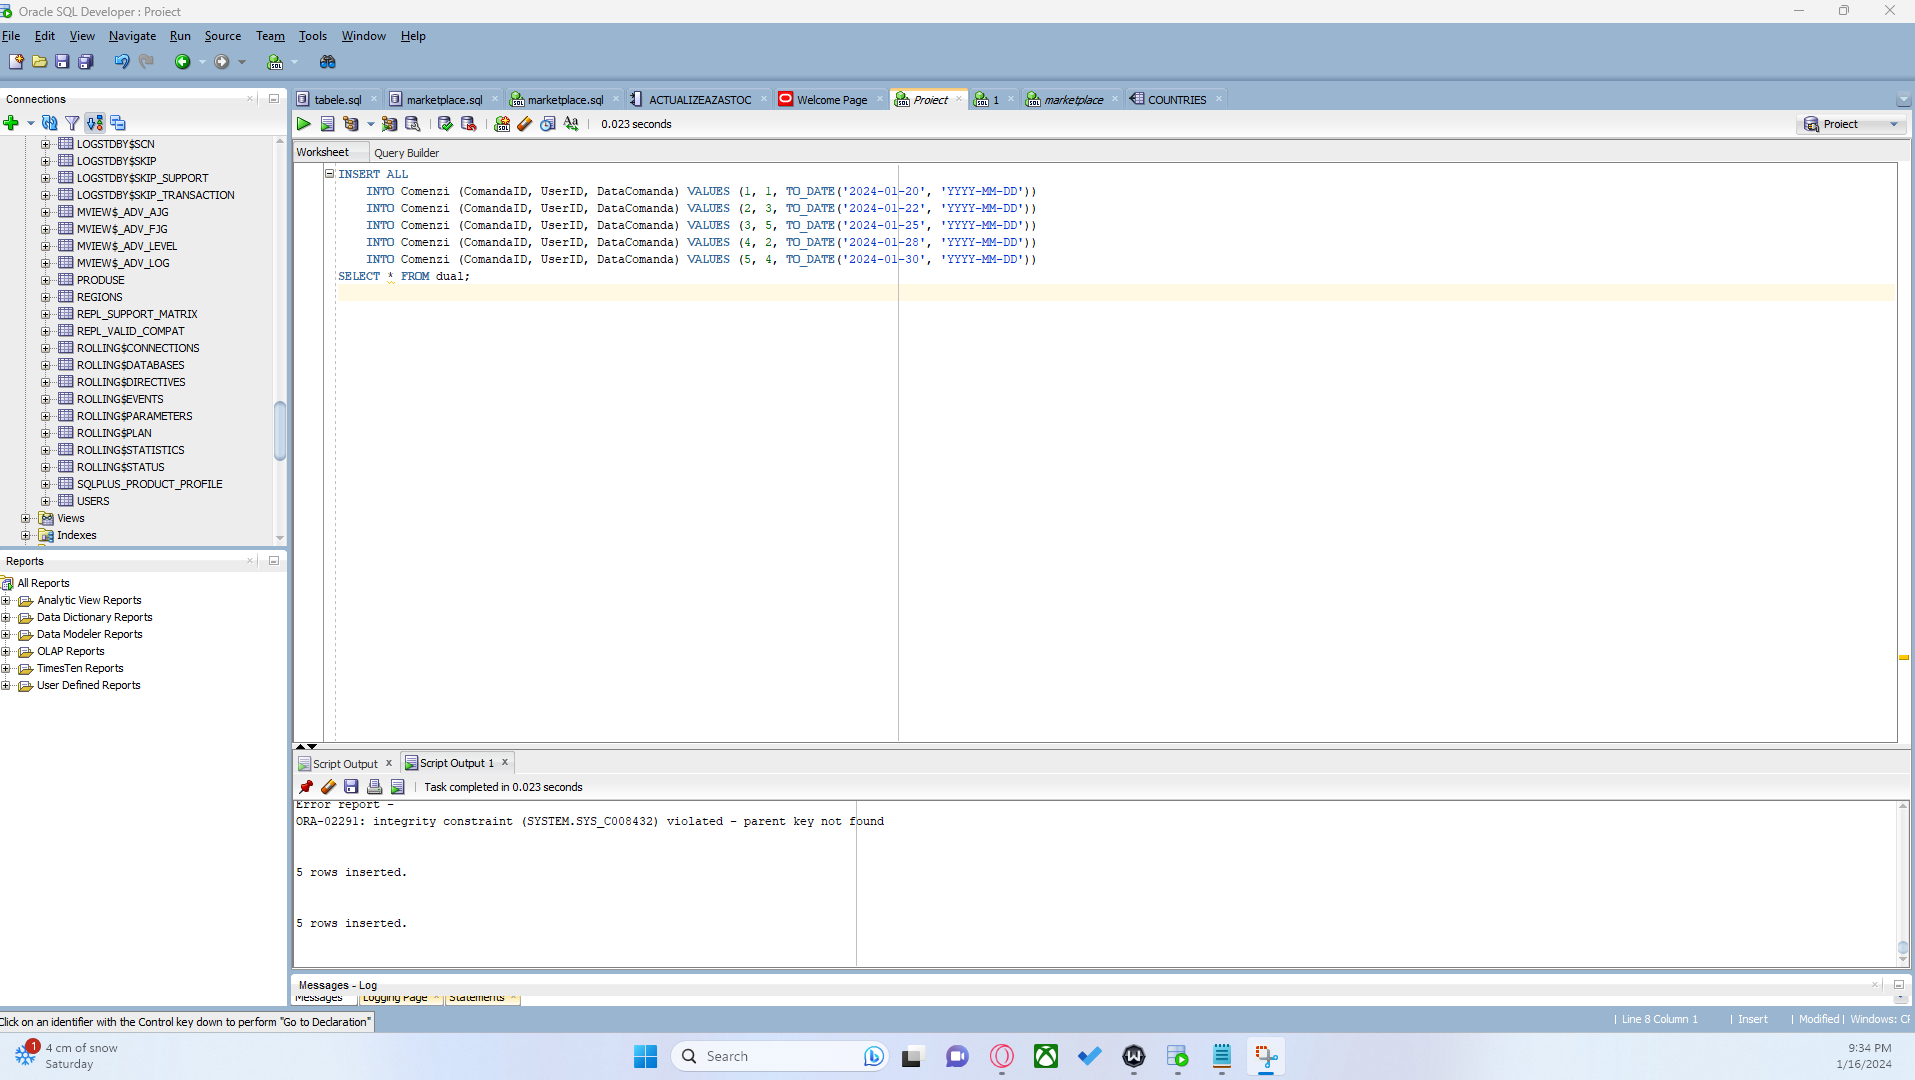 Oracle SQL Developer : Proiect
File Edit View Navigate Run Source Team Tools Window Help
Connections
LOGSTDBY$SCN
LOGSTDBY$SKIP
LOGSTDBY$SKIP_SUPPORT
LOGSTDBY$SKIP_TRANSACTION
MVIEW$_ADV_AJG
MVIEW$_ADV_FJG
MVIEW$_ADV_LEVEL
MVIEW$_ADV_LOG
PRODUSE
REGIONS
REPL_SUPPORT_MATRIX
REPL_VALID_COMPAT
ROLLING$CONNECTIONS
ROLLING$DATABASES
ROLLING$DIRECTIVES
ROLLING$EVENTS
ROLLING$PARAMETERS
ROLLING$PLAN
ROLLING$STATISTICS
ROLLING$STATUS
SQLPLUS_PRODUCT_PROFILE
USERS
Views
Indexes
Reports
All Reports
Analytic View Reports
Data Dictionary Reports
Data Modeler Reports
OLAP Reports
TimesTen Reports
User Defined Reports
tabele.sql marketplace.sql marketplace.sql ACTUALIZEAZASTOC Welcome Page Proiect 1 marketplace COUNTRIES
0.023 seconds
Proiect
Worksheet Query Builder
INSERT ALL
INTO Comenzi (ComandaID, UserID, DataComanda) VALUES (1, 1, TO_DATE('2024-01-20', 'YYYY-MM-DD'))
INTO Comenzi (ComandaID, UserID, DataComanda) VALUES (2, 3, TO_DATE('2024-01-22', 'YYYY-MM-DD'))
INTO Comenzi (ComandaID, UserID, DataComanda) VALUES (3, 5, TO_DATE('2024-01-25', 'YYYY-MM-DD'))
INTO Comenzi (ComandaID, UserID, DataComanda) VALUES (4, 2, TO_DATE('2024-01-28', 'YYYY-MM-DD'))
INTO Comenzi (ComandaID, UserID, DataComanda) VALUES (5, 4, TO_DATE('2024-01-30', 'YYYY-MM-DD'))
SELECT * FROM dual;
Script Output Script Output 1
Task completed in 0.023 seconds
Error report -
ORA-02291: integrity constraint (SYSTEM.SYS_C008432) violated - parent key not found
5 rows inserted.
5 rows inserted.
Messages - Log
Messages Logging Page Statements
Click on an identifier with the Control key down to perform "Go to Declaration"
Line 8 Column 1 Insert Modified Windows:
1
4 cm of snow
Saturday
Search
9:34 PM
1/16/2024